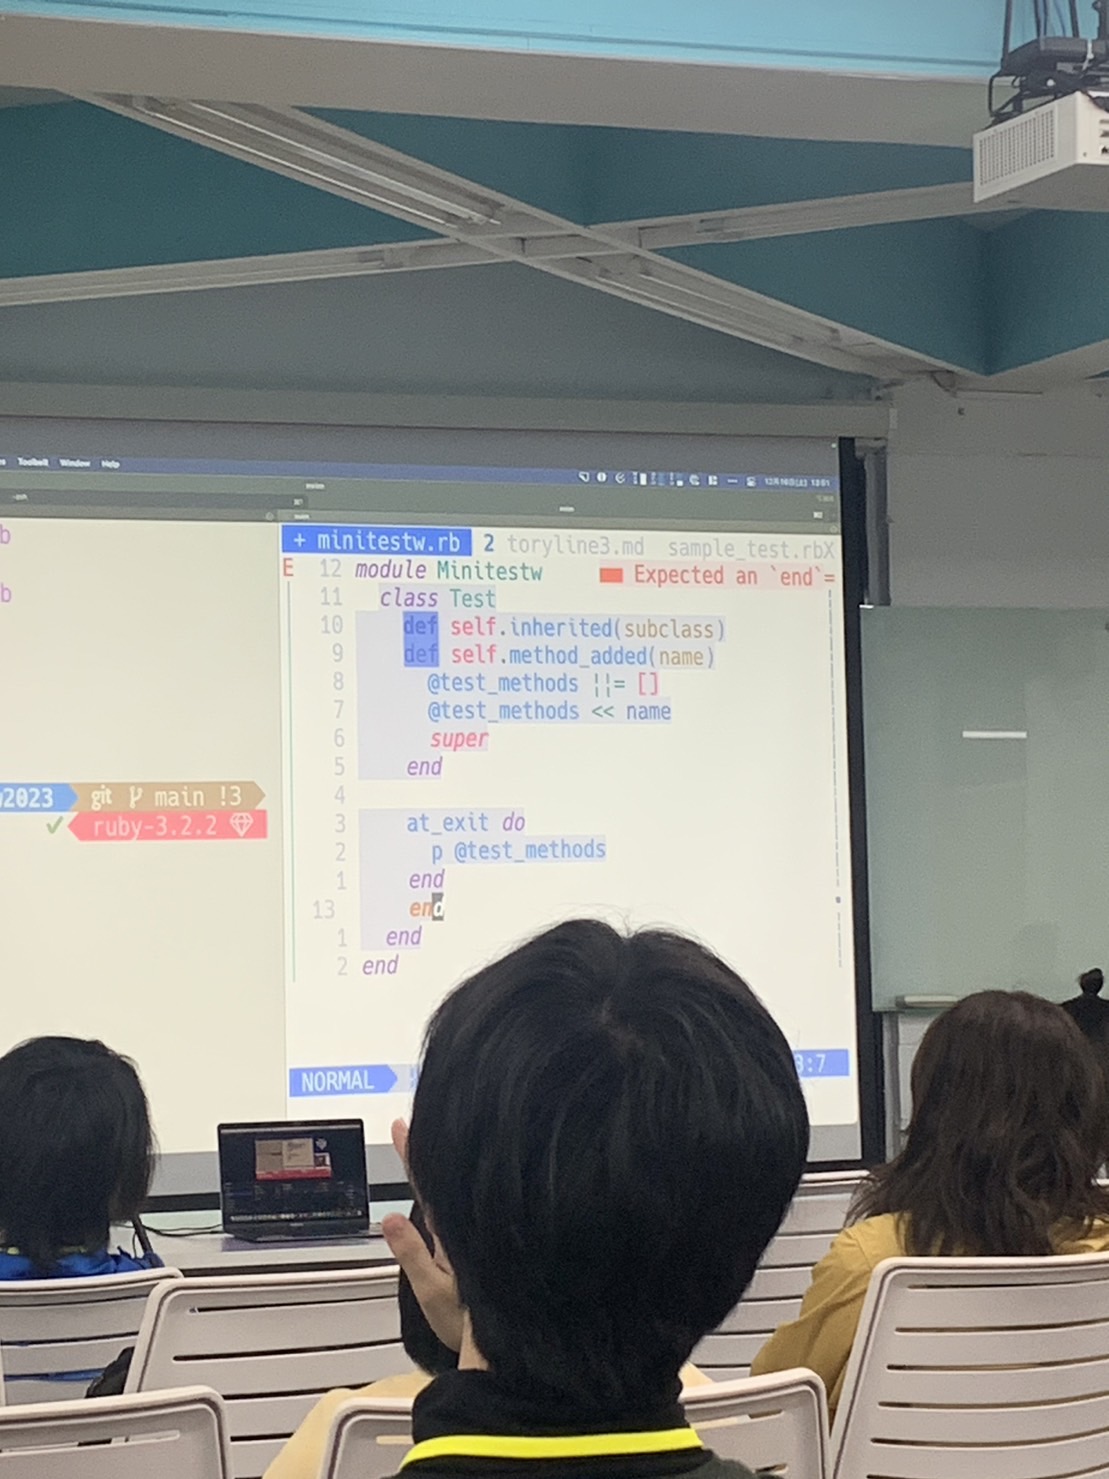 Toolbelt Window Help
b
b
2023 git main !3
✓ ruby-3.2.2
+ minitestw.rb 2 toryline3.md sample_test.rbX
E 12 module Minitestw Expected an `end`=
11 class Test
10 def self.inherited(subclass)
9 def self.method_added(name)
8 @test_methods ||= []
7 @test_methods << name
6 super
5 end
4
3 at_exit do
2 p @test_methods
1 end
13 end
1 end
2 end
NORMAL 3:7